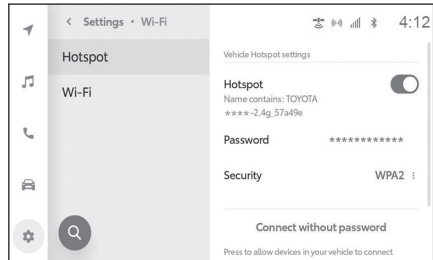 < Settings • Wi-Fi
4:12
Hotspot
Wi-Fi
Vehicle Hotspot settings
Hotspot
Name contains: TOYOTA
****-2.4g_57a49e
Password ************
Security WPA2
Connect without password
Press to allow devices in your vehicle to connect